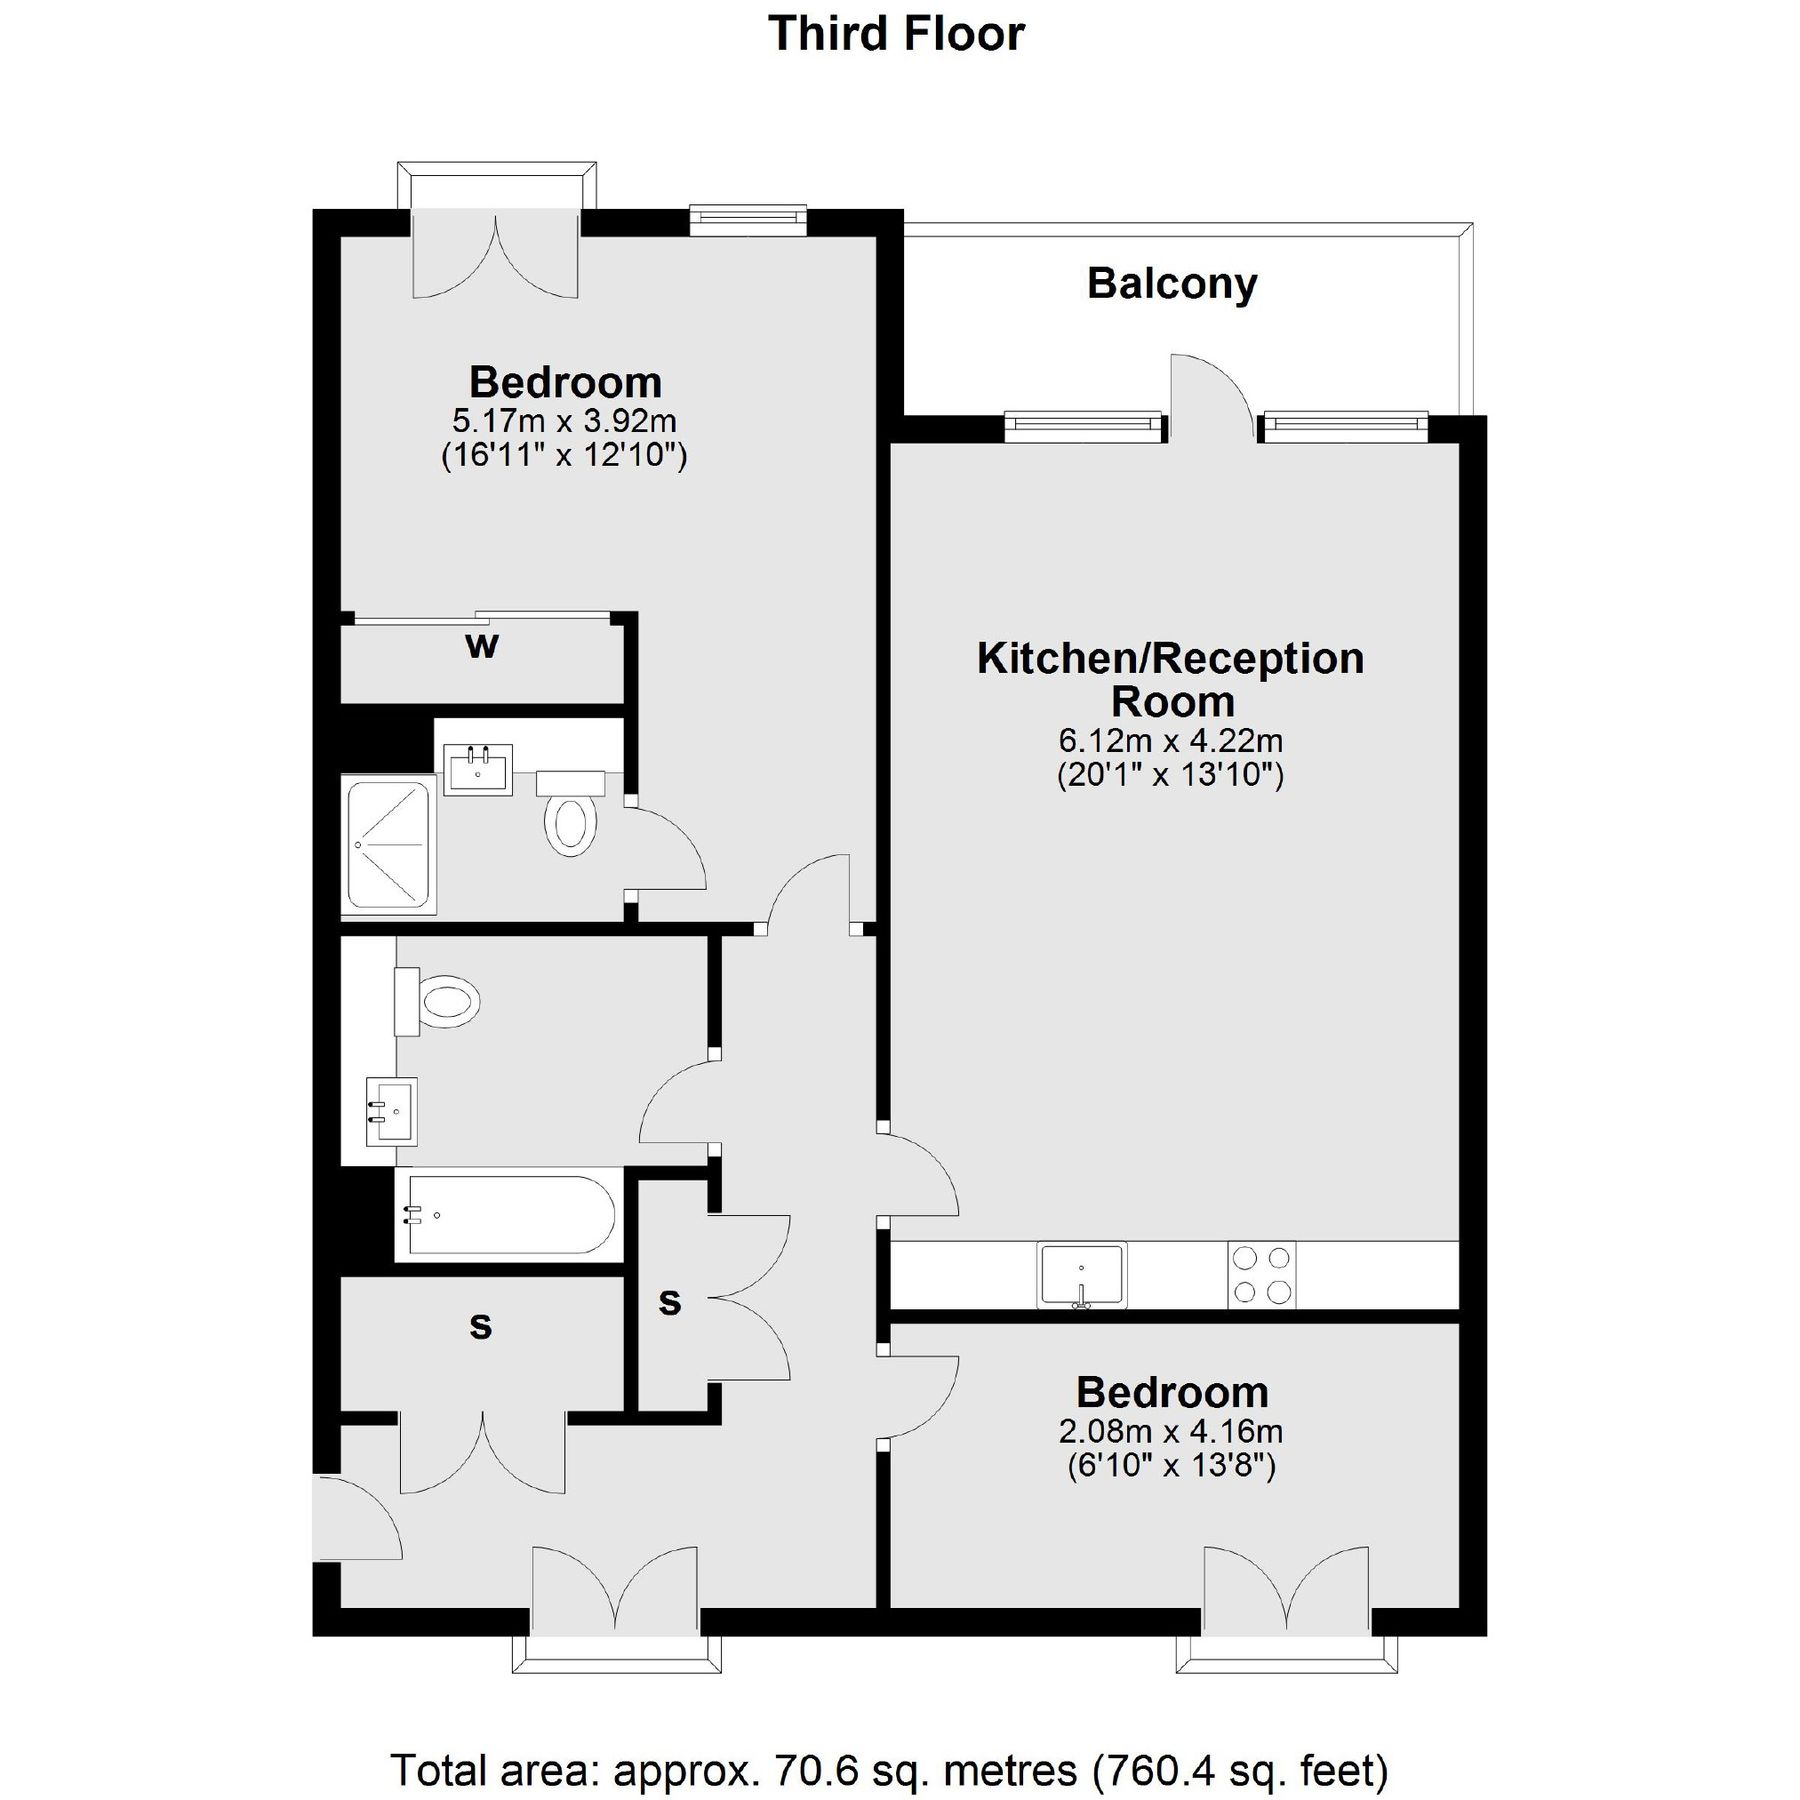 Third Floor
Balcony
Bedroom
5.17m x 3.92m
(16'11" x 12'10")
W
Kitchen/Reception
Room
6.12m x 4.22m
(20'1" x 13'10")
S
S
Bedroom
2.08m x 4.16m
(6'10" x 13'8")
Total area: approx. 70.6 sq. metres (760.4 sq. feet)